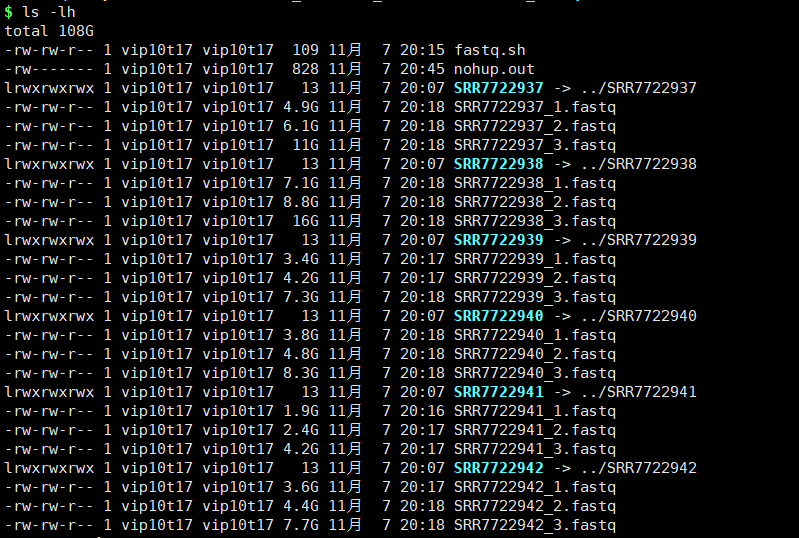 $ ls -lh
total 108G
-rw-rw-r-- 1 vip10t17 vip10t17  109 11月  7 20:15 fastq.sh
-rw------- 1 vip10t17 vip10t17  828 11月  7 20:45 nohup.out
lrwxrwxrwx 1 vip10t17 vip10t17   13 11月  7 20:07 SRR7722937 -> ../SRR7722937
-rw-rw-r-- 1 vip10t17 vip10t17 4.9G 11月  7 20:18 SRR7722937_1.fastq
-rw-rw-r-- 1 vip10t17 vip10t17 6.1G 11月  7 20:18 SRR7722937_2.fastq
-rw-rw-r-- 1 vip10t17 vip10t17  11G 11月  7 20:18 SRR7722937_3.fastq
lrwxrwxrwx 1 vip10t17 vip10t17   13 11月  7 20:07 SRR7722938 -> ../SRR7722938
-rw-rw-r-- 1 vip10t17 vip10t17 7.1G 11月  7 20:18 SRR7722938_1.fastq
-rw-rw-r-- 1 vip10t17 vip10t17 8.8G 11月  7 20:18 SRR7722938_2.fastq
-rw-rw-r-- 1 vip10t17 vip10t17  16G 11月  7 20:18 SRR7722938_3.fastq
lrwxrwxrwx 1 vip10t17 vip10t17   13 11月  7 20:07 SRR7722939 -> ../SRR7722939
-rw-rw-r-- 1 vip10t17 vip10t17 3.4G 11月  7 20:17 SRR7722939_1.fastq
-rw-rw-r-- 1 vip10t17 vip10t17 4.2G 11月  7 20:17 SRR7722939_2.fastq
-rw-rw-r-- 1 vip10t17 vip10t17 7.3G 11月  7 20:18 SRR7722939_3.fastq
lrwxrwxrwx 1 vip10t17 vip10t17   13 11月  7 20:07 SRR7722940 -> ../SRR7722940
-rw-rw-r-- 1 vip10t17 vip10t17 3.8G 11月  7 20:18 SRR7722940_1.fastq
-rw-rw-r-- 1 vip10t17 vip10t17 4.8G 11月  7 20:18 SRR7722940_2.fastq
-rw-rw-r-- 1 vip10t17 vip10t17 8.3G 11月  7 20:18 SRR7722940_3.fastq
lrwxrwxrwx 1 vip10t17 vip10t17   13 11月  7 20:07 SRR7722941 -> ../SRR7722941
-rw-rw-r-- 1 vip10t17 vip10t17 1.9G 11月  7 20:16 SRR7722941_1.fastq
-rw-rw-r-- 1 vip10t17 vip10t17 2.4G 11月  7 20:17 SRR7722941_2.fastq
-rw-rw-r-- 1 vip10t17 vip10t17 4.2G 11月  7 20:17 SRR7722941_3.fastq
lrwxrwxrwx 1 vip10t17 vip10t17   13 11月  7 20:07 SRR7722942 -> ../SRR7722942
-rw-rw-r-- 1 vip10t17 vip10t17 3.6G 11月  7 20:17 SRR7722942_1.fastq
-rw-rw-r-- 1 vip10t17 vip10t17 4.4G 11月  7 20:18 SRR7722942_2.fastq
-rw-rw-r-- 1 vip10t17 vip10t17 7.7G 11月  7 20:18 SRR7722942_3.fastq